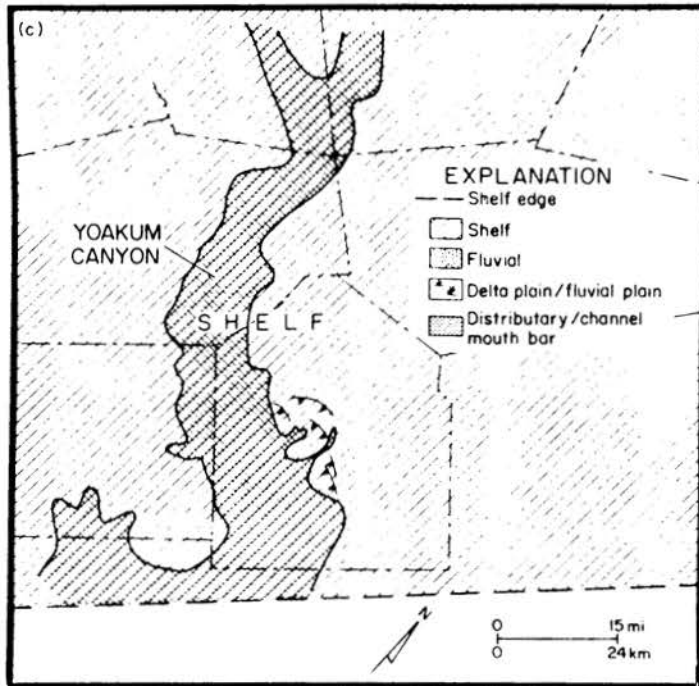 (c)
EXPLANATION
Shelf edge
Shelf
Fluvial
Delta plain/fluvial plain
Distributary/channel
mouth bar
YOAKUM
CANYON
SHELF
N
0 15 mi
0 24 km